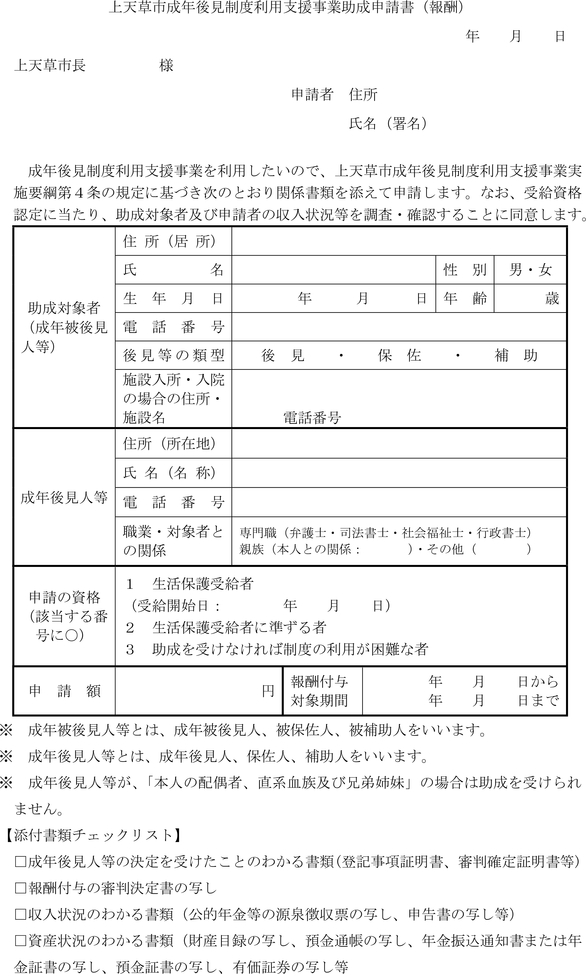 上天草市成年後見制度利用支援事業助成申請書（報酬）
年　　月　　日
上天草市長　　　　　様
申請者　住所
氏名（署名）
成年後見制度利用支援事業を利用したいので、上天草市成年後見制度利用支援事業実
施要綱第４条の規定に基づき次のとおり関係書類を添えて申請します。なお、受給資格
認定に当たり、助成対象者及び申請者の収入状況等を調査・確認することに同意します。
助成対象者
（成年被後見
人等）
住 所（居 所）
氏　　　　　名
性　別
男・女
生　年　月　日
年　　　月　　　日
年　齢
歳
電　話　番　号
後見等の類型
後　見　　・　　保　佐　　・　　補　助
施設入所・入院
の場合の住所・
施設名
電話番号
成年後見人等
住所（所在地）
氏 名（名 称）
電　話　番　号
職業・対象者と
の関係
専門職（弁護士・司法書士・社会福祉士・行政書士）
親族（本人との関係：　　　）・その他（　　　　）
申請の資格
（該当する番
号に○）
１　生活保護受給者
（受給開始日：　　　　年　　月　　日）
２　生活保護受給者に準ずる者
３　助成を受けなければ制度の利用が困難な者
申　請　額
円
報酬付与
対象期間
年　　月　　日から
年　　月　　日まで
※　成年被後見人等とは、成年被後見人、被保佐人、被補助人をいいます。
※　成年後見人等とは、成年後見人、保佐人、補助人をいいます。
※　成年後見人等が、「本人の配偶者、直系血族及び兄弟姉妹」の場合は助成を受けられ
ません。
【添付書類チェックリスト】
□成年後見人等の決定を受けたことのわかる書類（登記事項証明書、審判確定証明書等）
□報酬付与の審判決定書の写し
□収入状況のわかる書類（公的年金等の源泉徴収票の写し、申告書の写し等）
□資産状況のわかる書類（財産目録の写し、預金通帳の写し、年金振込通知書または年
金証書の写し、預金証書の写し、有価証券の写し等